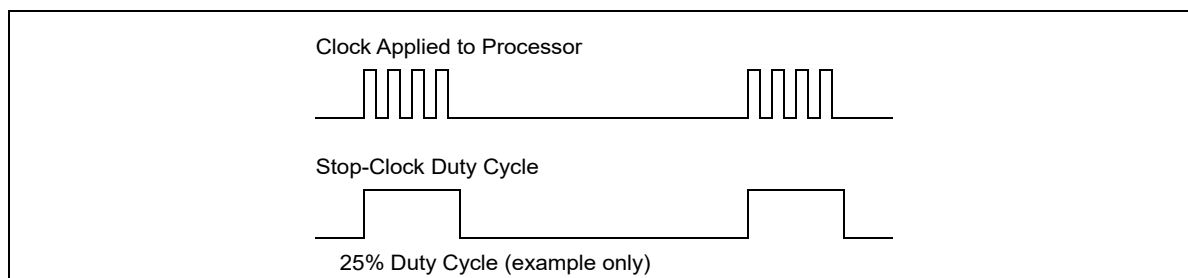 Clock Applied to Processor
Stop-Clock Duty Cycle
25% Duty Cycle (example only)